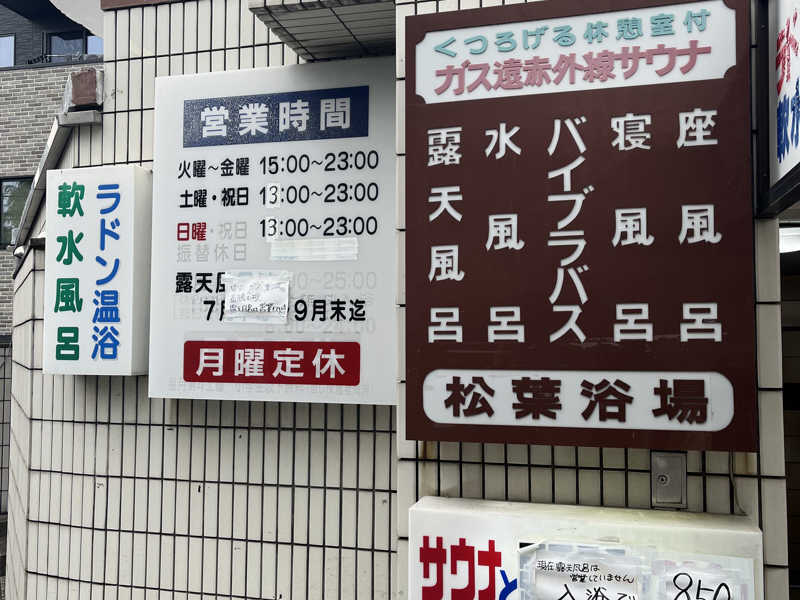 軟水風呂
ラドン温浴
営業時間
火曜～金曜 15:00～23:00
土曜・祝日 13:00～23:00
日曜・祝日 13:00～23:00
振替休日
露天風
7月
9月末迄
月曜定休
くつろげる休憩室付
ガス遠赤外線サウナ
座風呂
寝風呂
バイブラバス
水風呂
露天風呂
松葉浴場
サウナと
現在露天風呂は
営業していません
入浴で
850